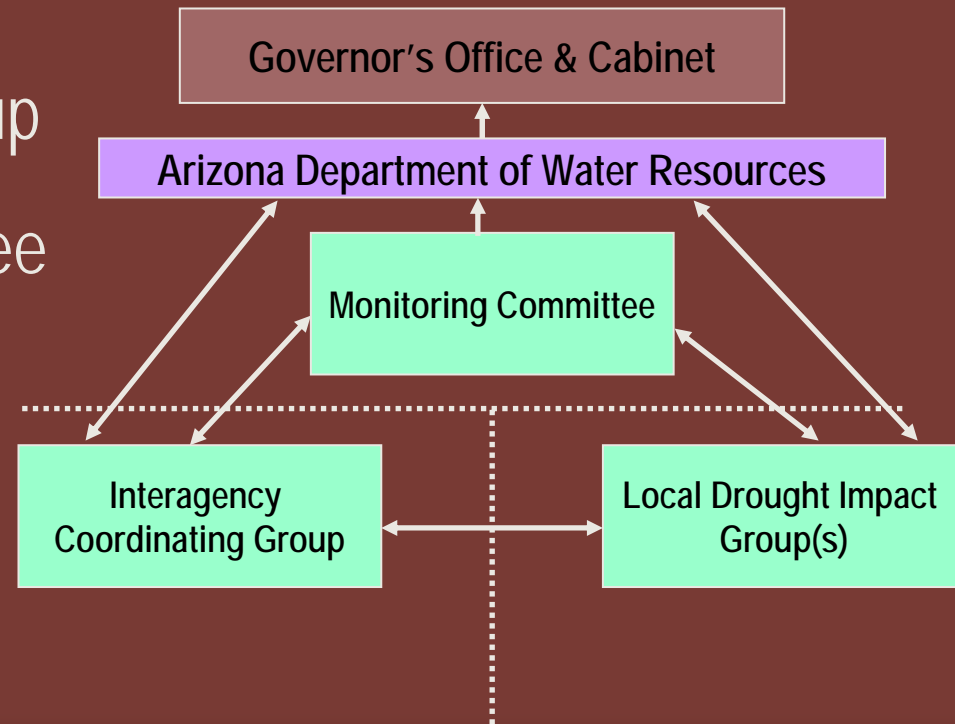 Governor's Office & Cabinet
Arizona Department of Water Resources
Monitoring Committee
Interagency
Coordinating Group
Local Drought Impact
Group(s)